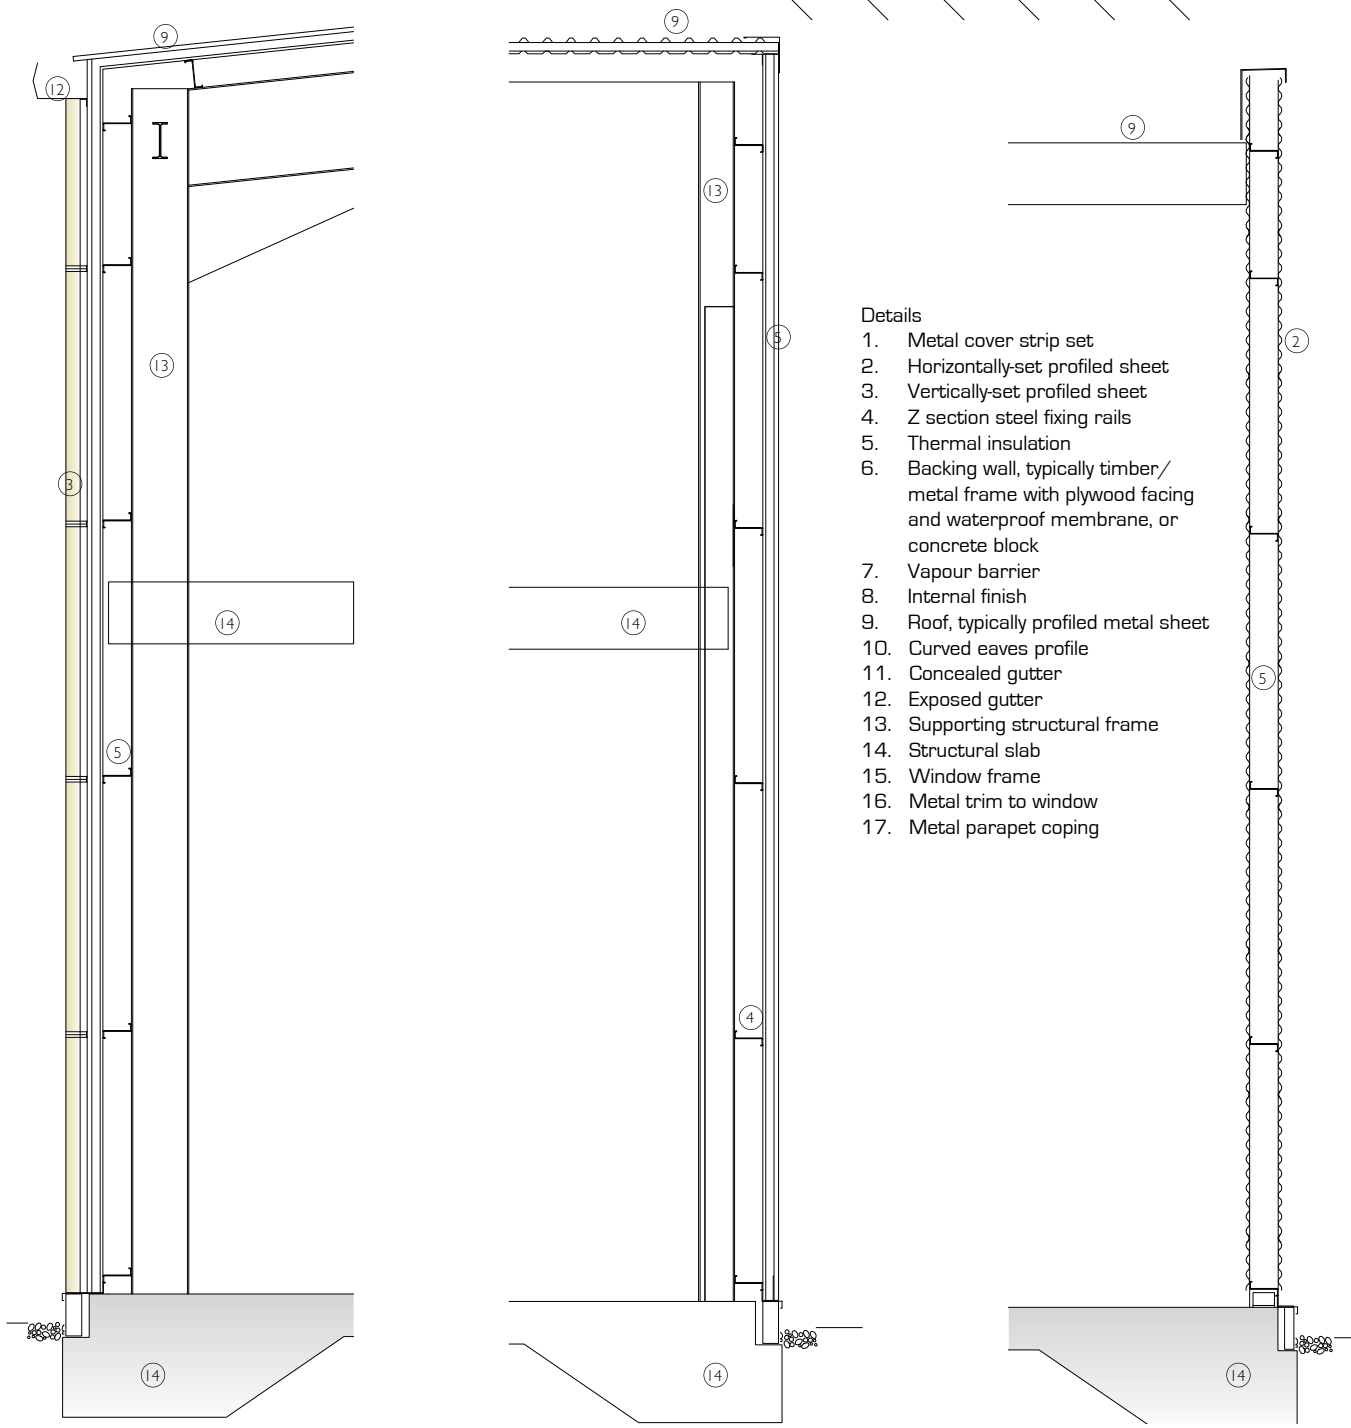 9
9
12
9
13
13
5
2
Details
1. Metal cover strip set
2. Horizontally-set profiled sheet
3. Vertically-set profiled sheet
4. Z section steel fixing rails
5. Thermal insulation
6. Backing wall, typically timber/
metal frame with plywood facing
and waterproof membrane, or
concrete block
7. Vapour barrier
8. Internal finish
9. Roof, typically profiled metal sheet
10. Curved eaves profile
11. Concealed gutter
12. Exposed gutter
13. Supporting structural frame
14. Structural slab
15. Window frame
16. Metal trim to window
17. Metal parapet coping
3
14
14
5
5
4
14
14
14